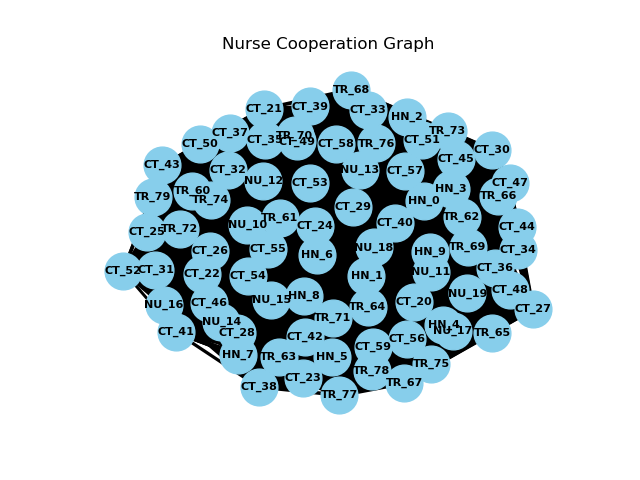 Nurse Cooperation Graph
TR_68
CT_21
CT_39
CT_33
HN_2
CT_37
TR_73
CT_50
CT_35
TR_70
CT_49
CT_58
TR_76
CT_51
CT_30
CT_43
CT_32
NU_12
CT_53
NU_13
CT_57
CT_45
CT_47
TR_79
TR_60
TR_74
HN_3
TR_66
HN_0
CT_29
CT_25
TR_72
NU_10
TR_61
CT_24
CT_40
TR_62
CT_44
CT_26
CT_55
HN_6
NU_18
HN_9
TR_69
CT_34
CT_52
CT_31
CT_22
CT_54
HN_1
NU_11
CT_36
NU_16
CT_46
NU_15
HN_8
TR_64
CT_20
NU_19
CT_48
CT_27
NU_14
CT_28
TR_71
HN_4
NU_17
TR_65
CT_41
CT_42
CT_59
CT_56
HN_7
TR_63
HN_5
TR_78
TR_75
CT_38
CT_23
TR_77
TR_67